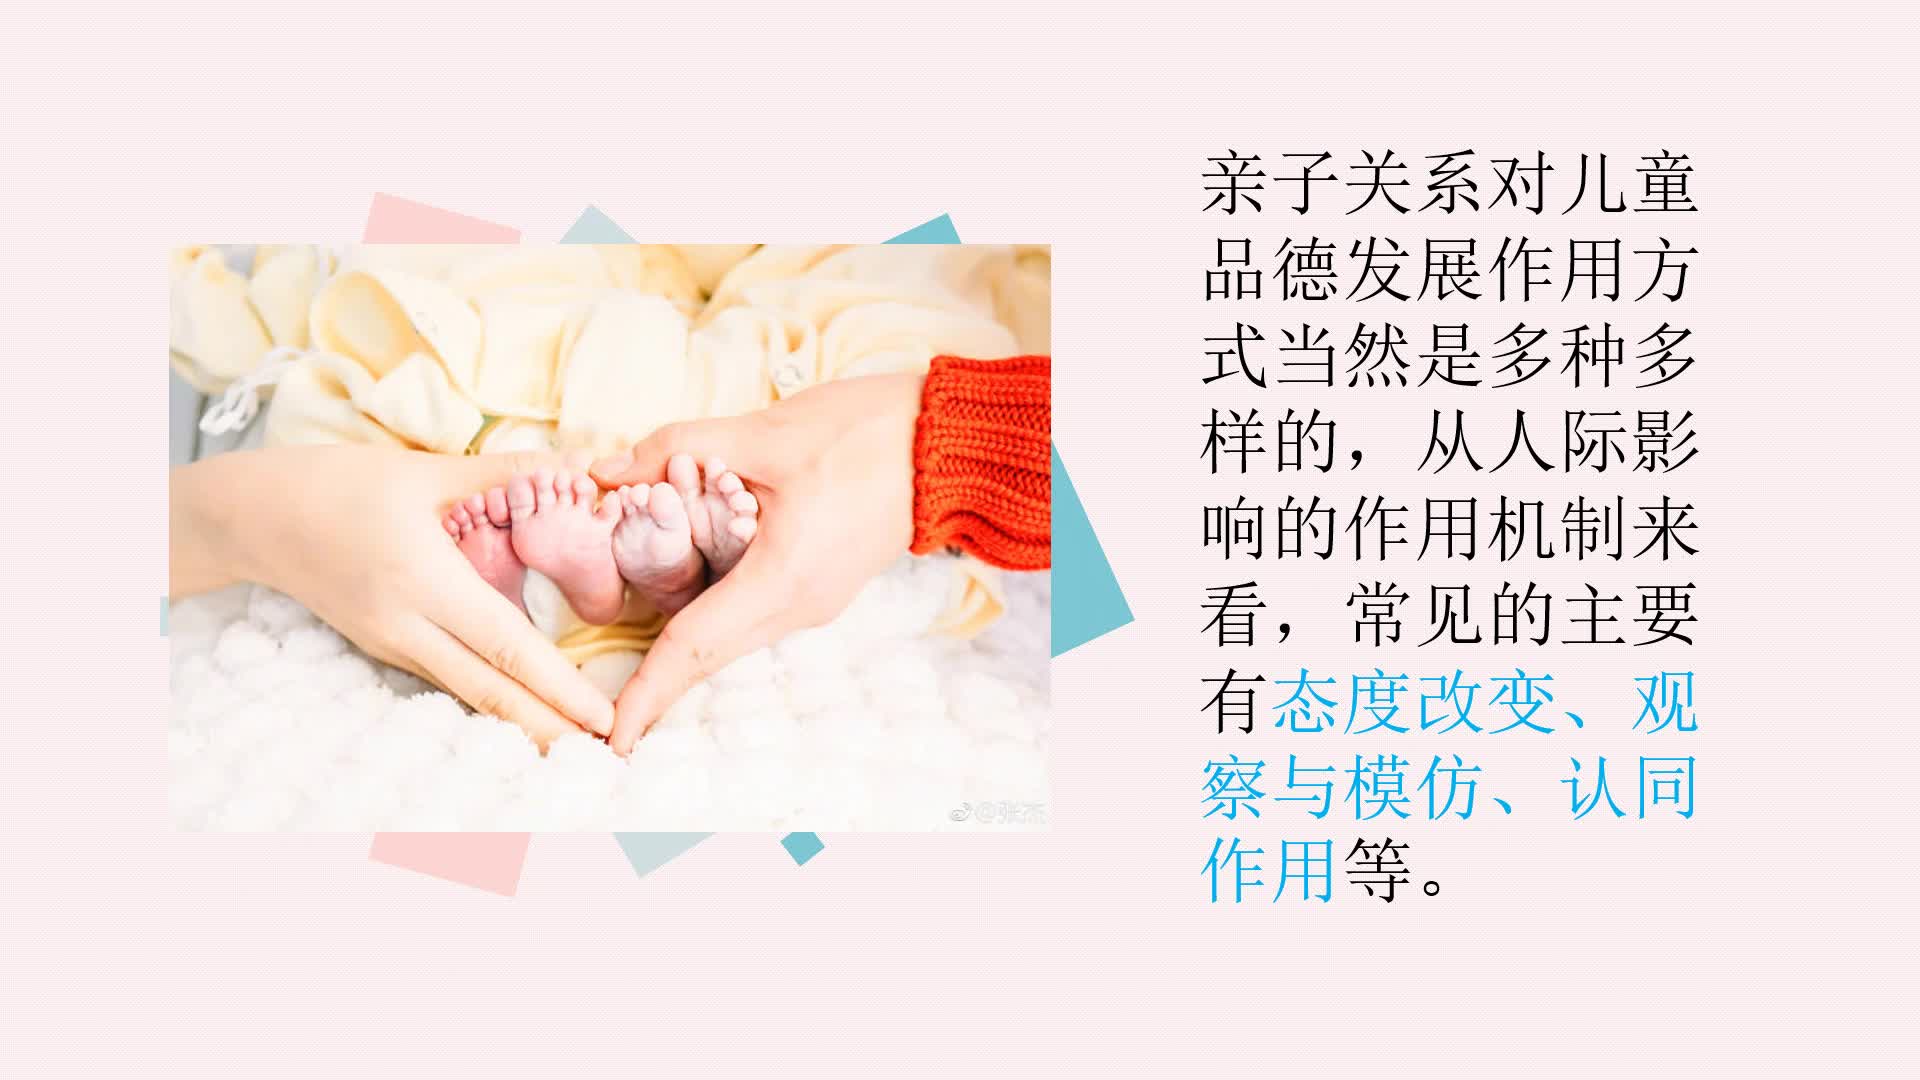 亲子关系对儿童
品德发展作用方
式当然是多种多
样的，从人际影
响的作用机制来
看，常见的主要
有态度改变、观
察与模仿、认同
作用等。
@张杰